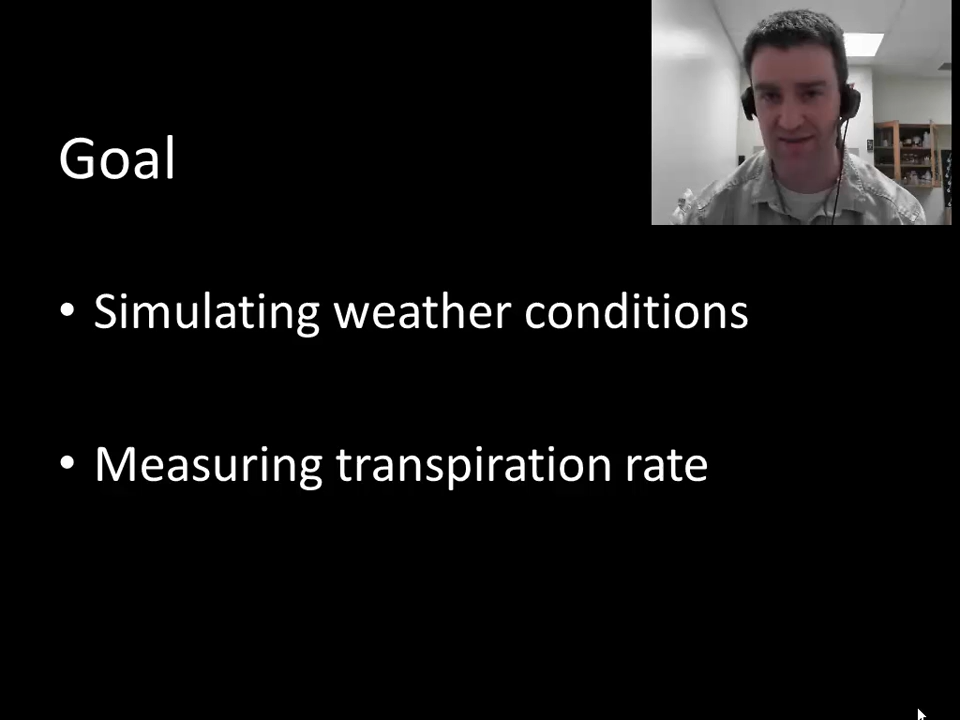 Goal
• Simulating weather conditions
• Measuring transpiration rate